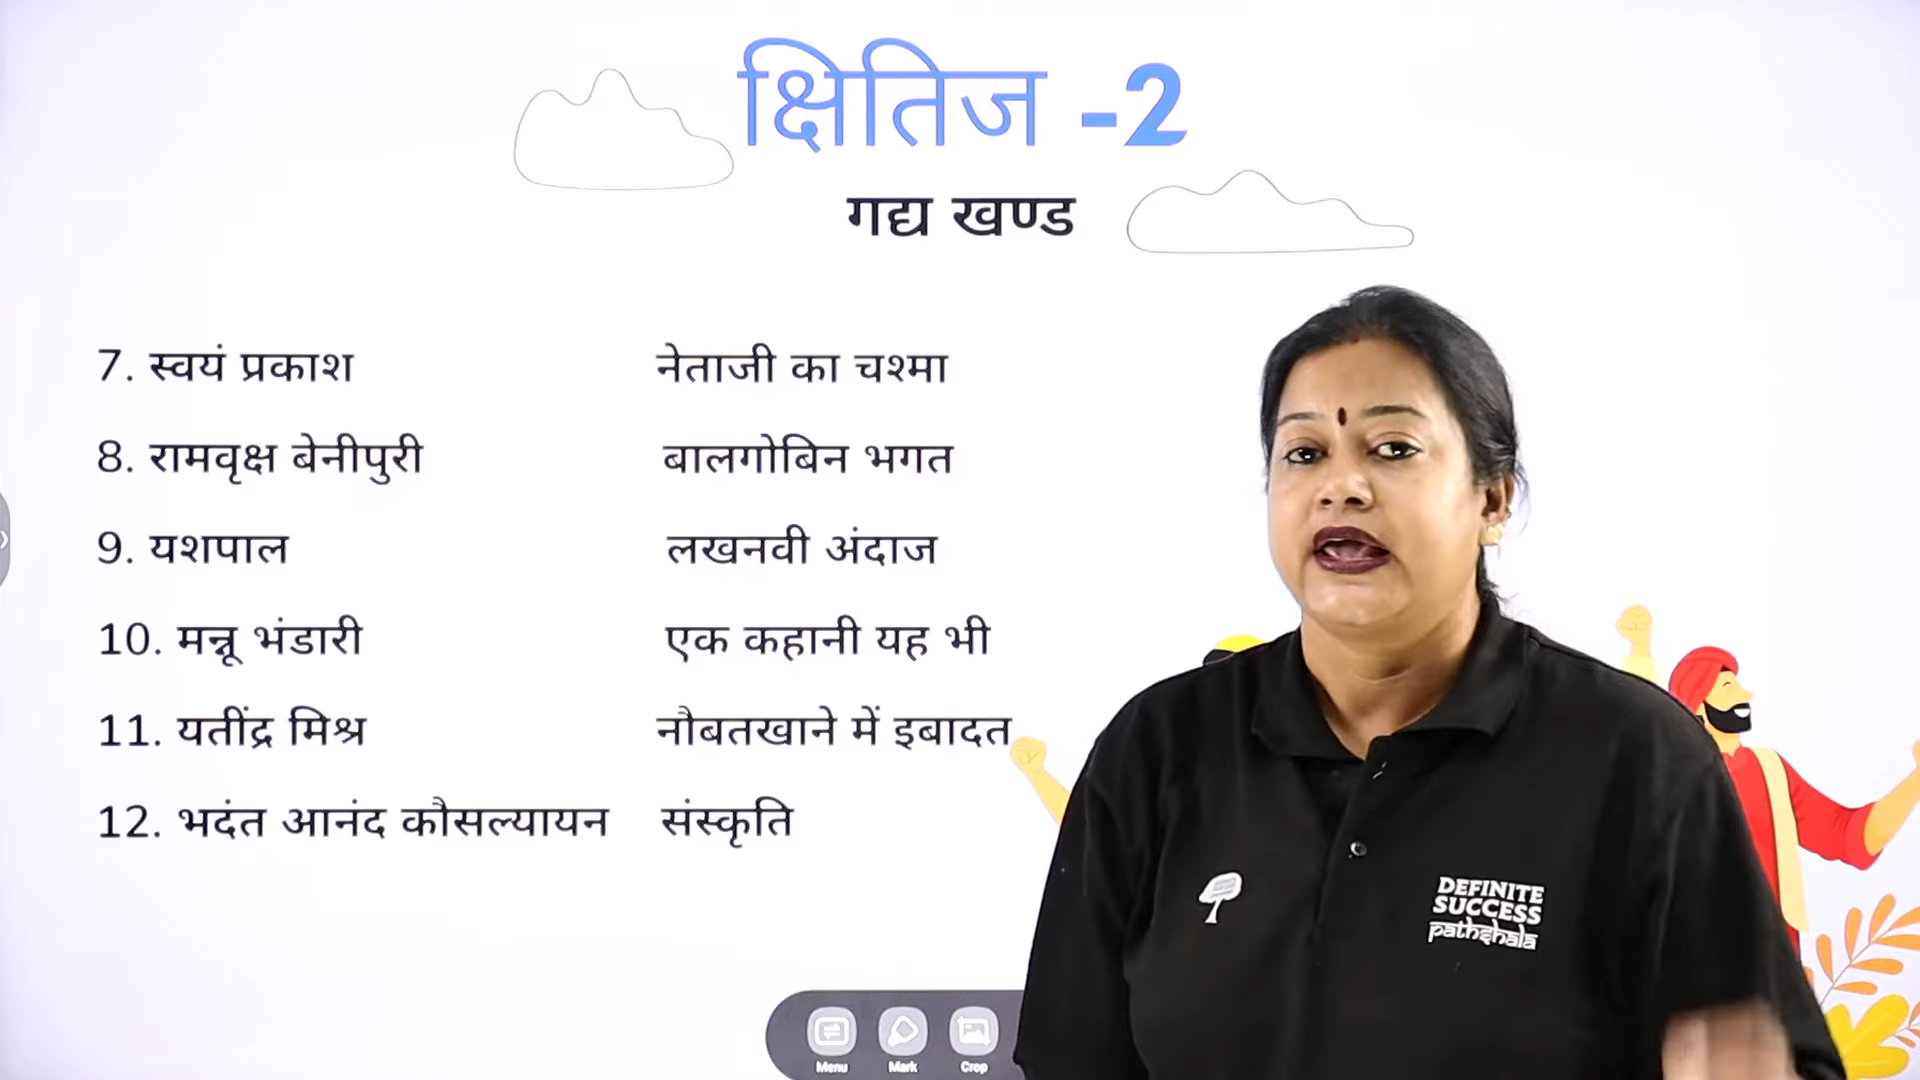 क्षितिज -2
गद्य खण्ड
7. स्वयं प्रकाश नेताजी का चश्मा
8. रामवृक्ष बेनीपुरी बालगोबिन भगत
9. यशपाल लखनवी अंदाज
10. मन्नू भंडारी एक कहानी यह भी
11. यतींद्र मिश्र नौबतखाने में इबादत
12. भदंत आनंद कौसल्यायन संस्कृति
DEFINITE
SUCCESS
pathshala
Menu Mark Crop